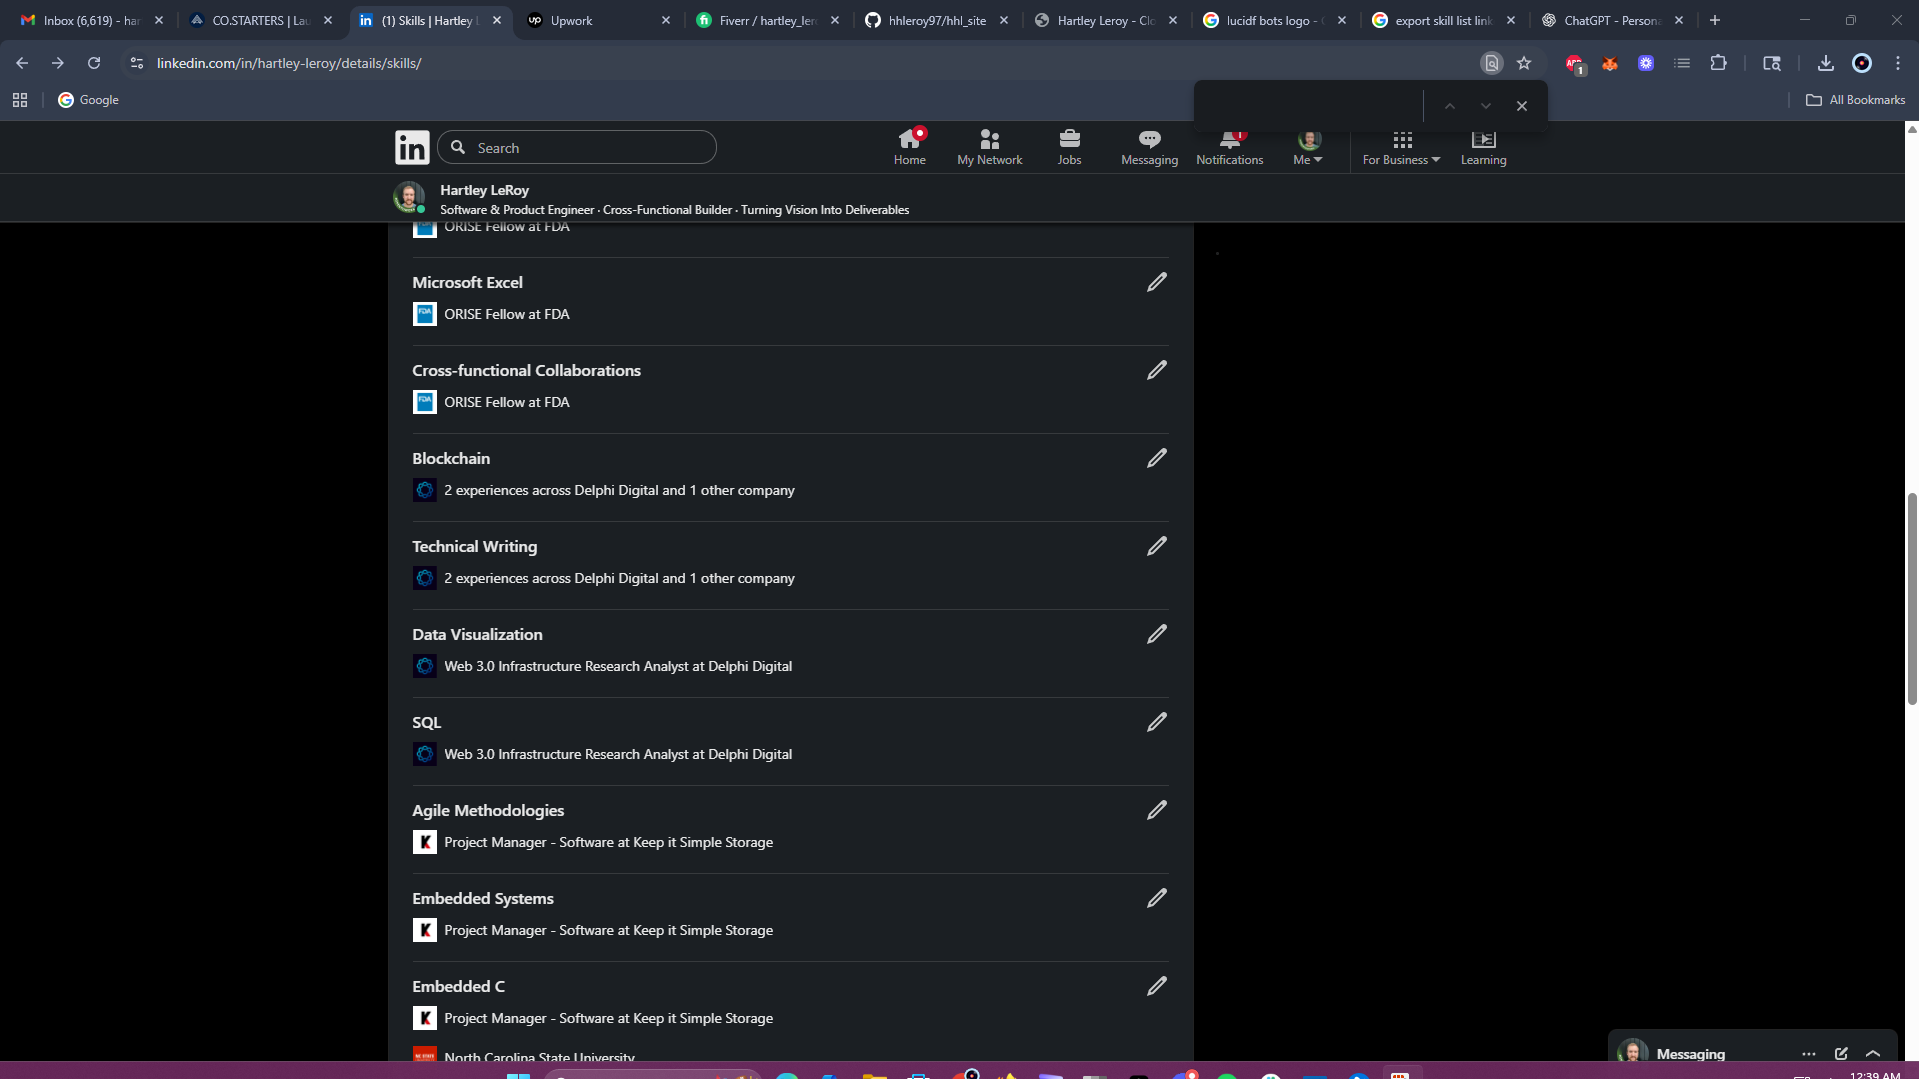 Inbox (6,619) - har
CO.STARTERS | Lau
(1) Skills | Hartley L
Upwork
Fiverr / hartley_ler
hhleroy97/hhl_site
Hartley Leroy - Clo
lucidf bots logo -
export skill list link
ChatGPT - Persona
linkedin.com/in/hartley-leroy/details/skills/
1
Google
All Bookmarks
in
Search
Home
My Network
Jobs
Messaging
1
Notifications
Me
For Business
Learning
Hartley LeRoy
Software & Product Engineer · Cross-Functional Builder · Turning Vision Into Deliverables
ORISE Fellow at FDA
Microsoft Excel
FDA
ORISE Fellow at FDA
Cross-functional Collaborations
FDA
ORISE Fellow at FDA
Blockchain
2 experiences across Delphi Digital and 1 other company
Technical Writing
2 experiences across Delphi Digital and 1 other company
Data Visualization
Web 3.0 Infrastructure Research Analyst at Delphi Digital
SQL
Web 3.0 Infrastructure Research Analyst at Delphi Digital
Agile Methodologies
K
Project Manager - Software at Keep it Simple Storage
Embedded Systems
K
Project Manager - Software at Keep it Simple Storage
Embedded C
K
Project Manager - Software at Keep it Simple Storage
North Carolina State University
Messaging
12:39 AM